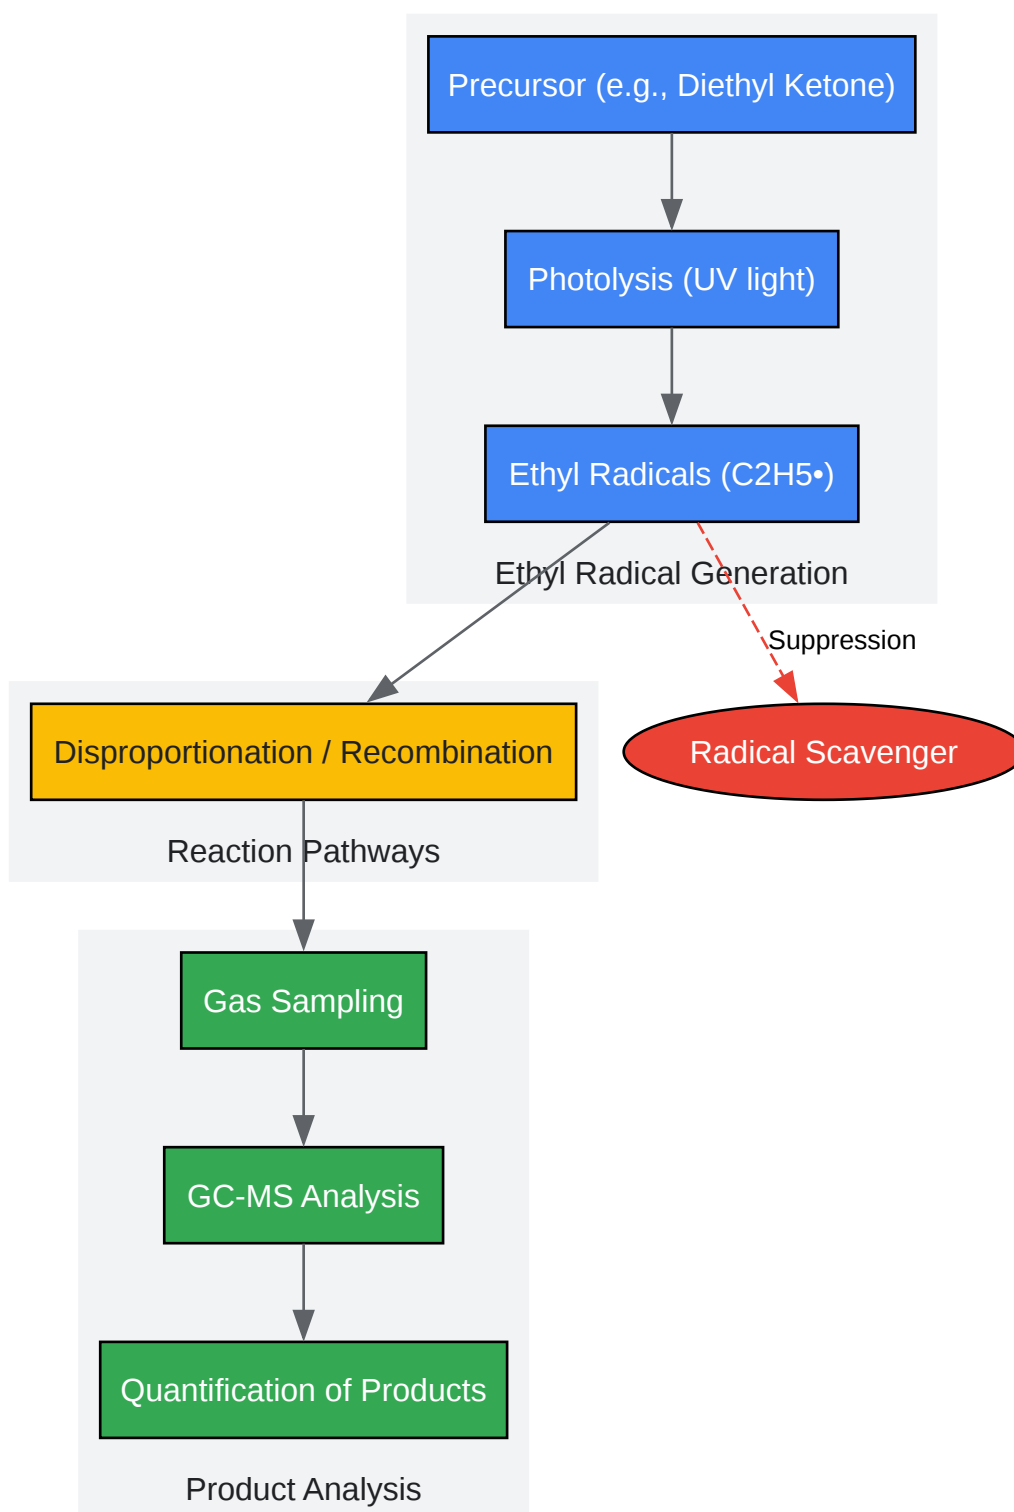 Precursor (e.g., Diethyl Ketone)
Photolysis (UV light)
Ethyl Radicals (C2H5•)
Ethyl Radical Generation
Suppression
Disproportionation / Recombination
Radical Scavenger
Reaction Pathways
Gas Sampling
GC-MS Analysis
Quantification of Products
Product Analysis